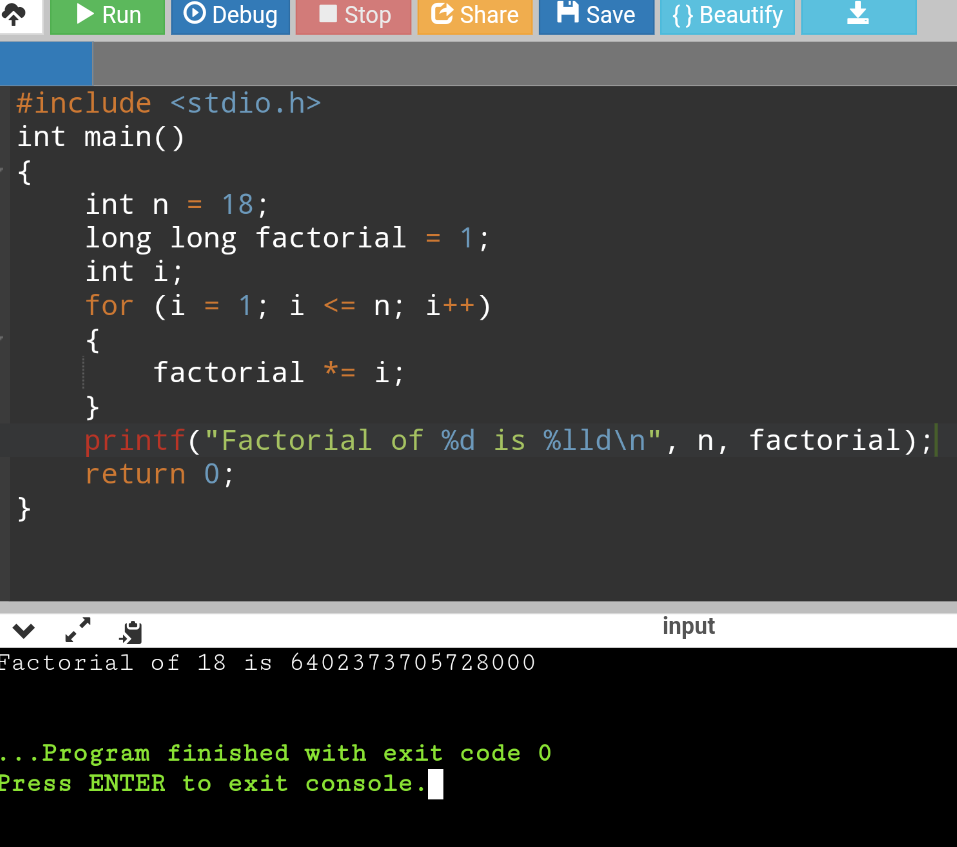 Run Debug Stop Share Save {} Beautify
#include <stdio.h>
int main()
{
    int n = 18;
    long long factorial = 1;
    int i;
    for (i = 1; i <= n; i++)
    {
        factorial *= i;
    }
    printf("Factorial of %d is %lld\n", n, factorial);
    return 0;
}
input
Factorial of 18 is 6402373705728000
...Program finished with exit code 0
Press ENTER to exit console.